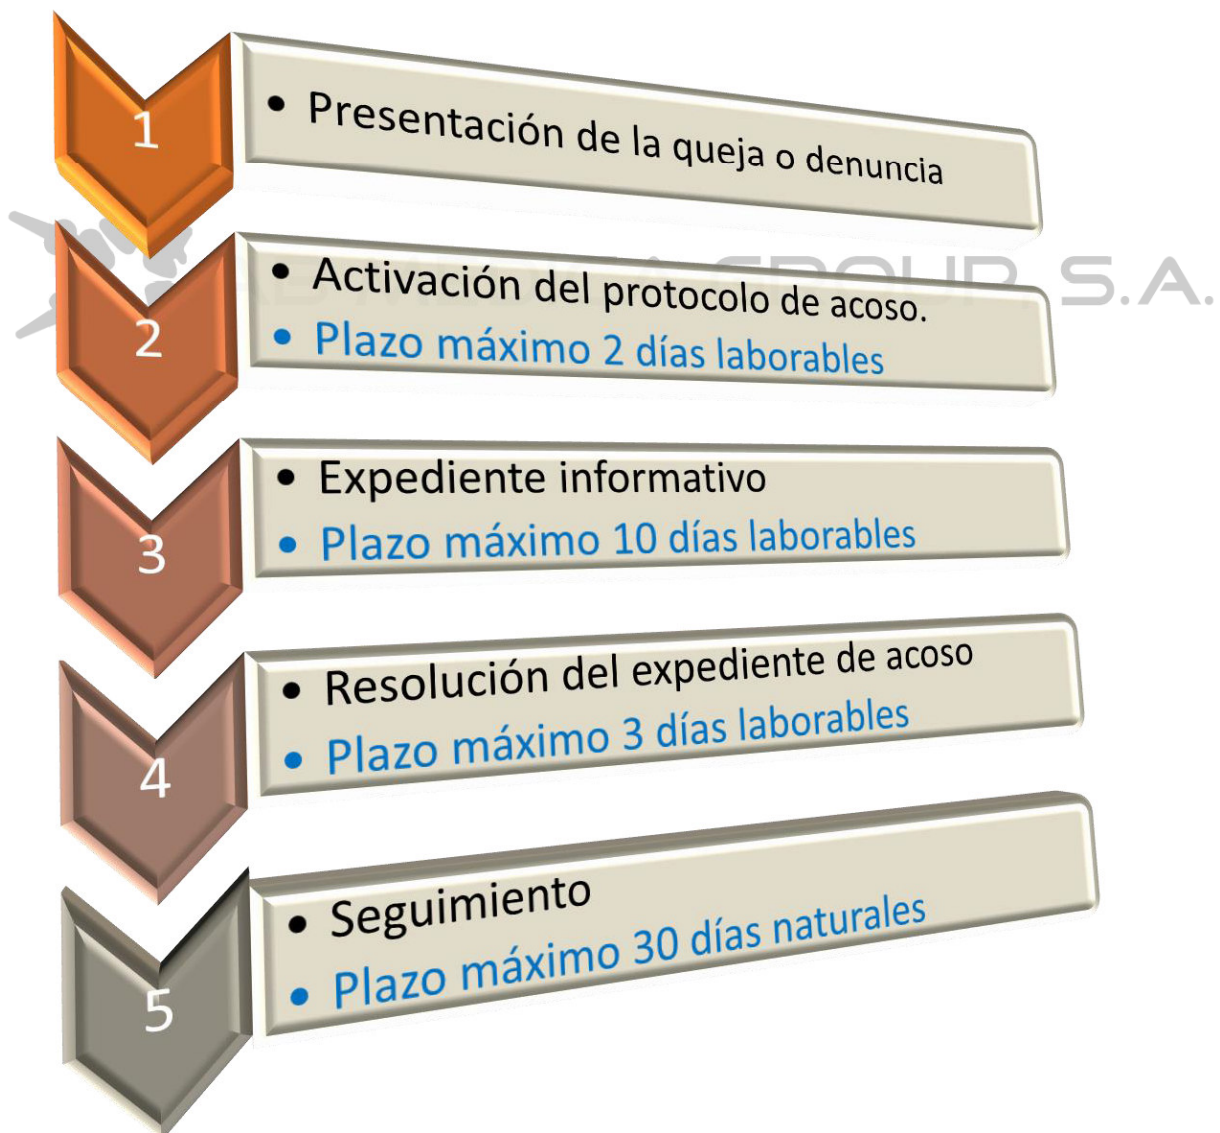 1
• Presentación de la queja o denuncia
2
• Activación del protocolo de acoso.
• Plazo máximo 2 días laborables
GROUP, S.A.
3
• Expediente informativo
• Plazo máximo 10 días laborables
4
• Resolución del expediente de acoso
• Plazo máximo 3 días laborables
5
• Seguimiento
• Plazo máximo 30 días naturales